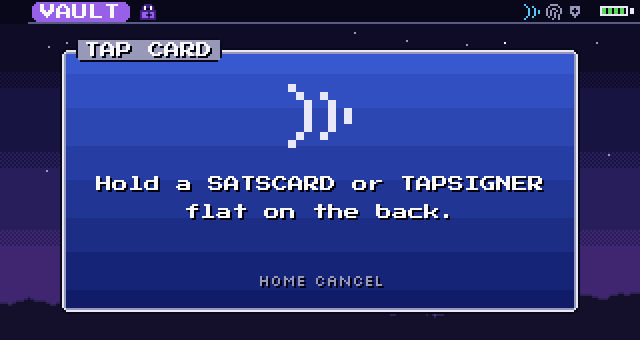 VAULT
TAP CARD
Hold a SATSCARD or TAPSIGNER
flat on the back.
HOME CANCEL